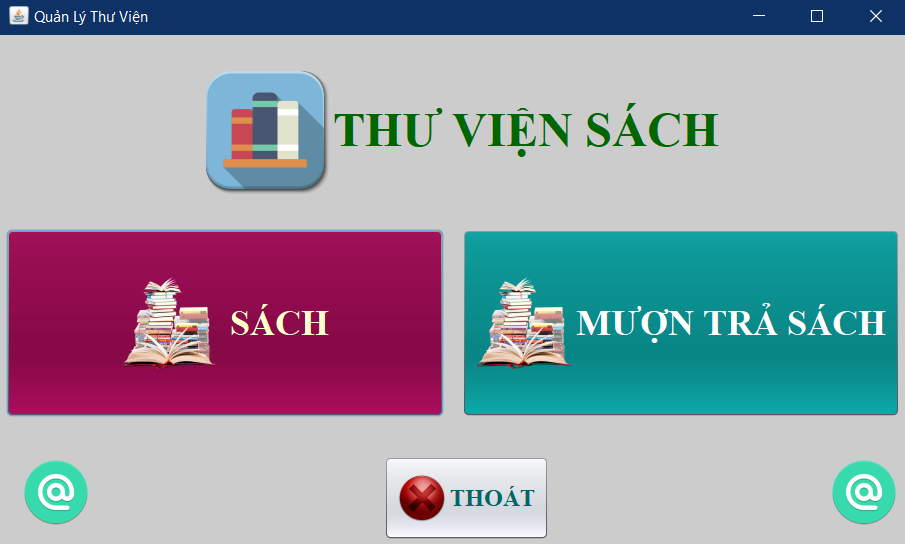 Quản Lý Thư Viện
THƯ VIỆN SÁCH
SÁCH
MƯỢN TRẢ SÁCH
@
THOÁT
@